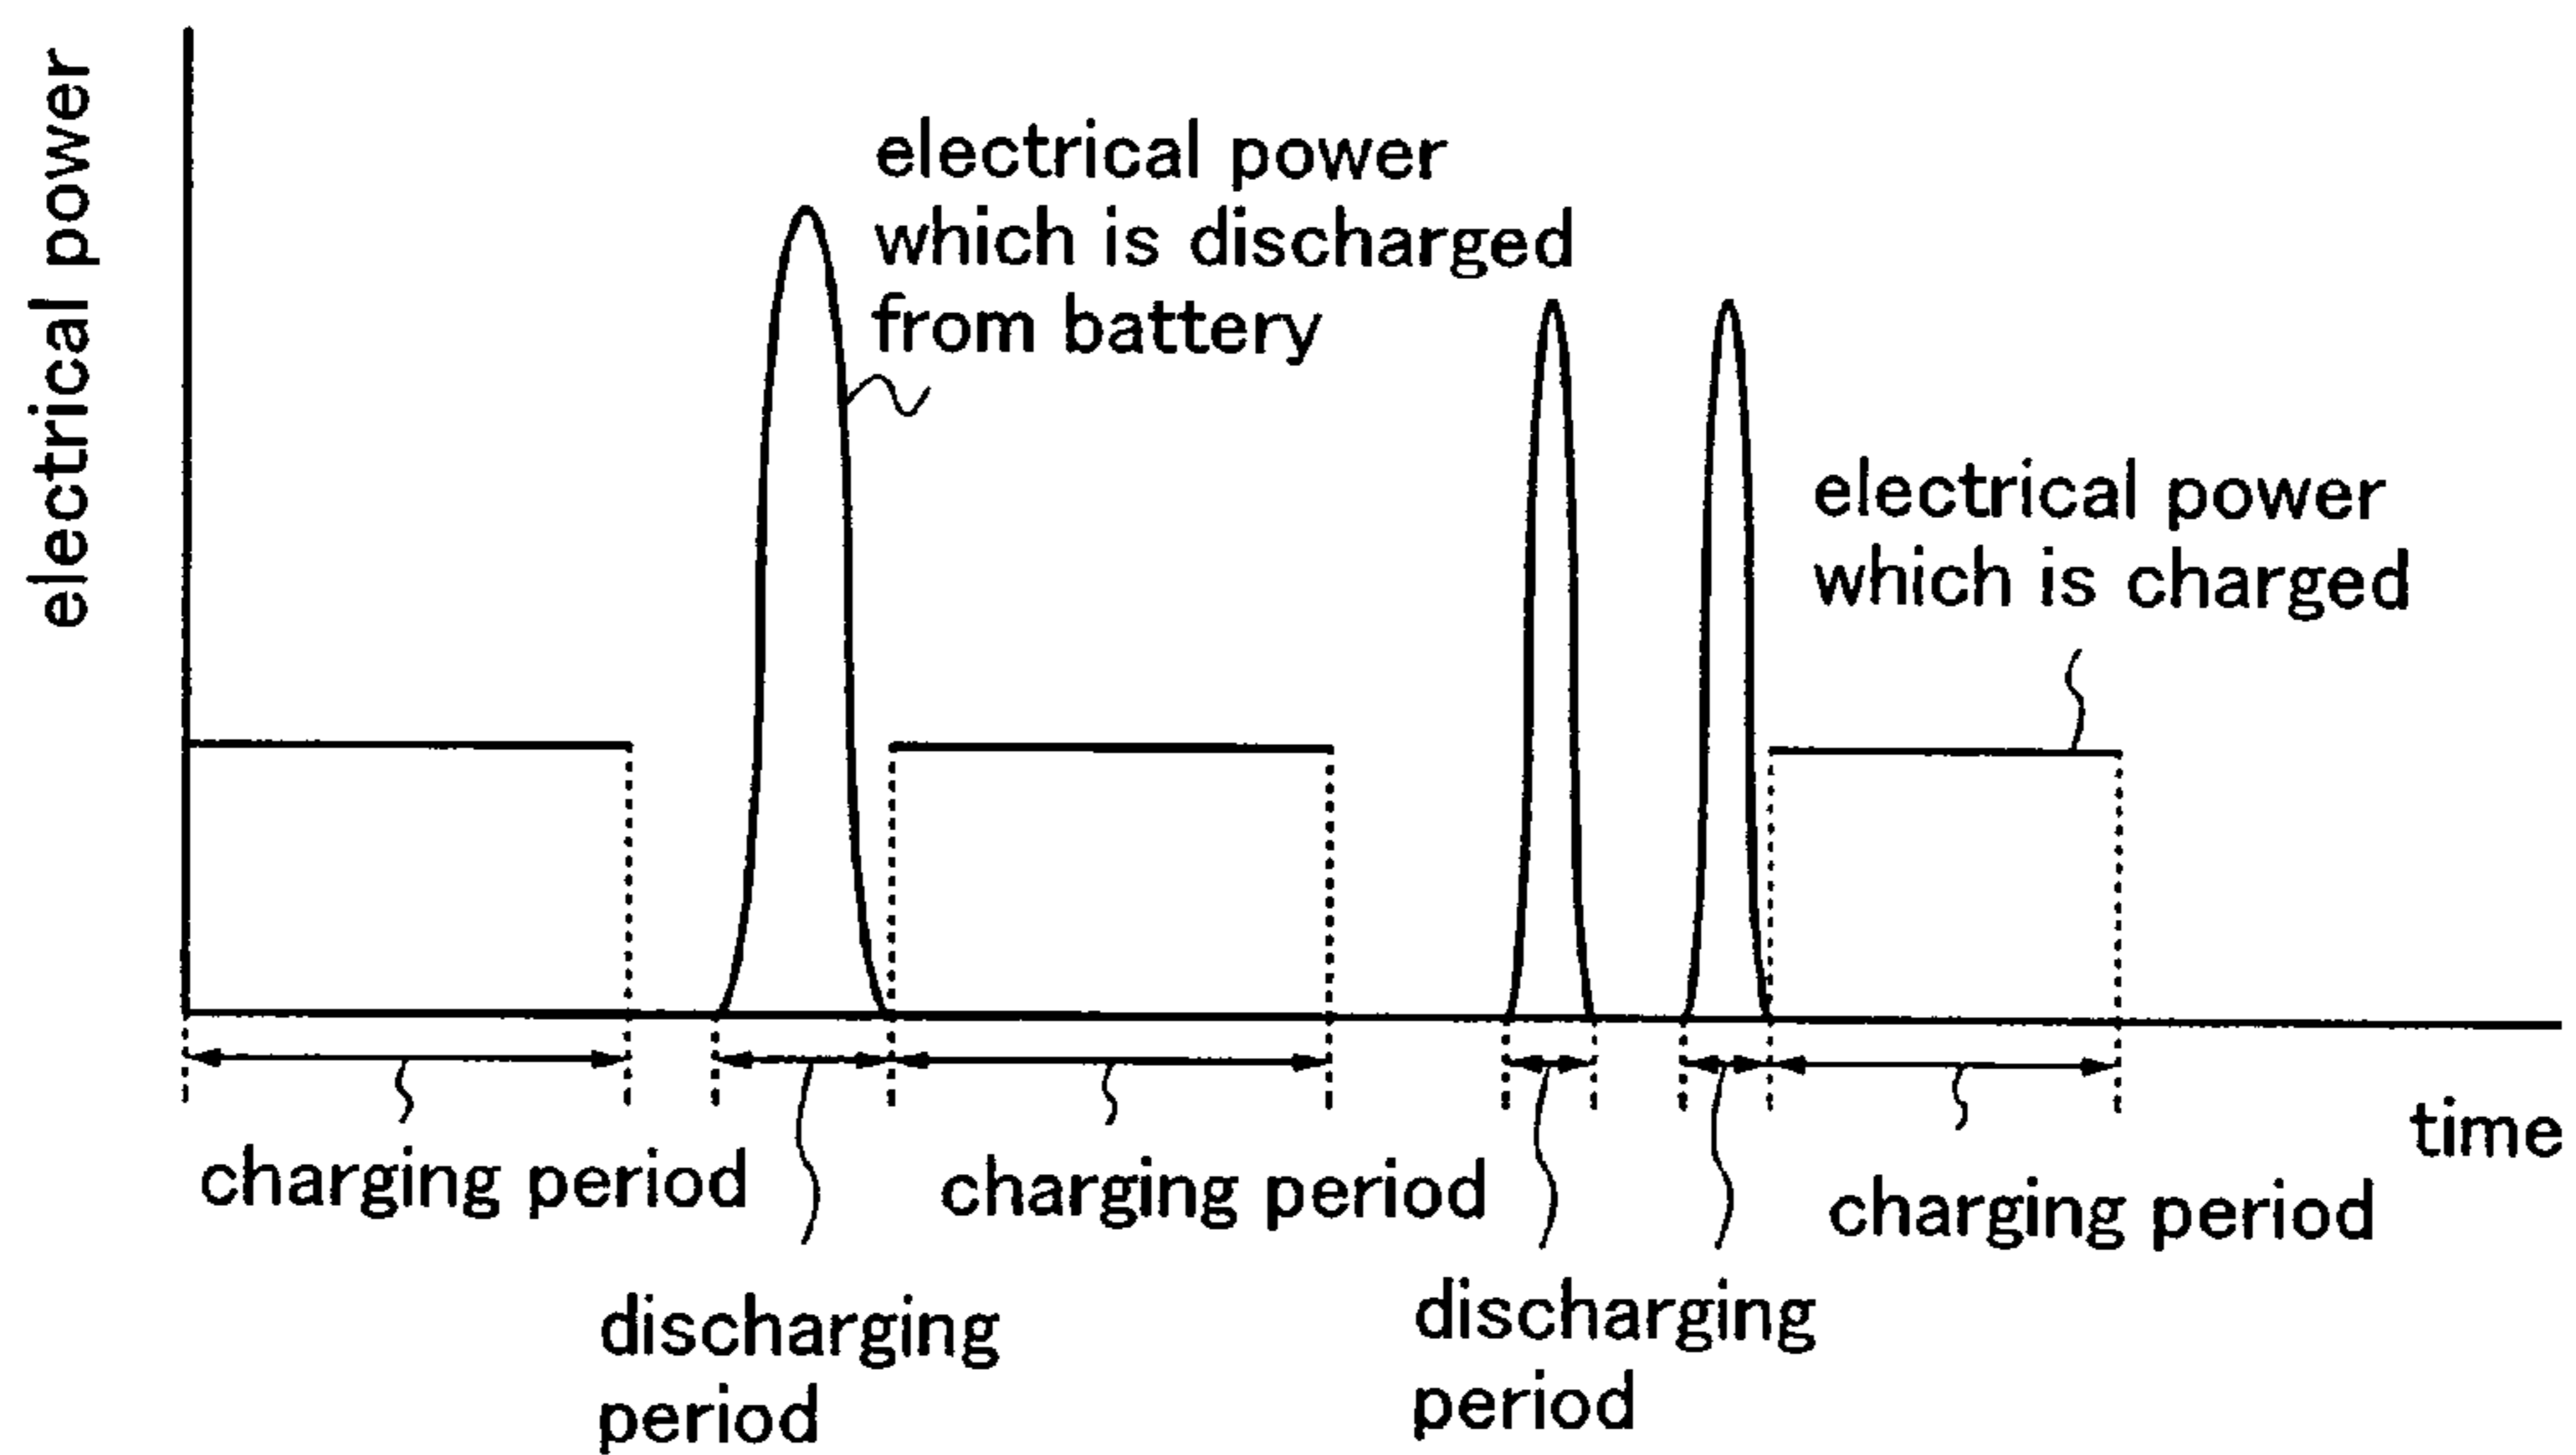 electrical power
electrical power
which is discharged
from battery
electrical power
which is charged
time
charging period
charging period
charging period
discharging
period
discharging
period